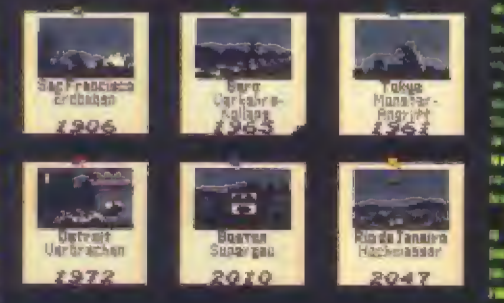 San Francisco
Erdbeben
1906
Bern
Verkehrs-
Kollaps
1965
Tokyo
Monster-
Angriff
1961
Detroit
Verbrechen
1972
Boston
Supergau
2010
Rio de Janeiro
Hochwasser
2047